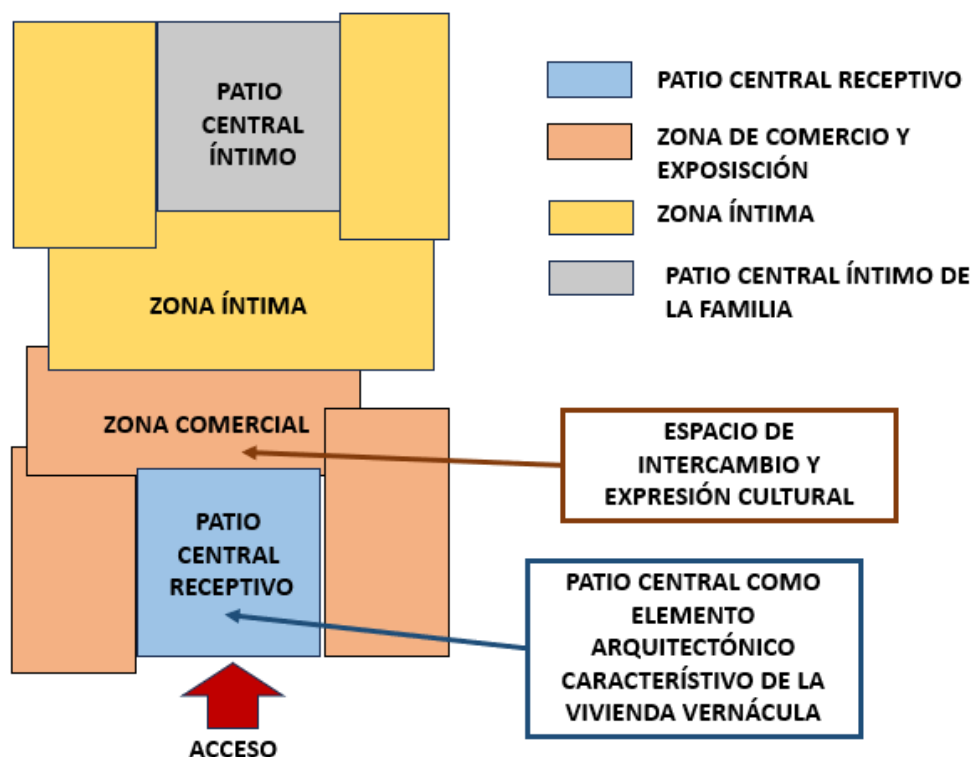 PATIO
CENTRAL
ÍNTIMO
ZONA ÍNTIMA
ZONA COMERCIAL
PATIO
CENTRAL
RECEPTIVO
ACCESO
PATIO CENTRAL RECEPTIVO
ZONA DE COMERCIO Y
EXPOSISCIÓN
ZONA ÍNTIMA
PATIO CENTRAL ÍNTIMO DE
LA FAMILIA
ESPACIO DE
INTERCAMBIO Y
EXPRESIÓN CULTURAL
PATIO CENTRAL COMO
ELEMENTO
ARQUITECTÓNICO
CARACTERÍSTIVO DE LA
VIVIENDA VERNÁCULA